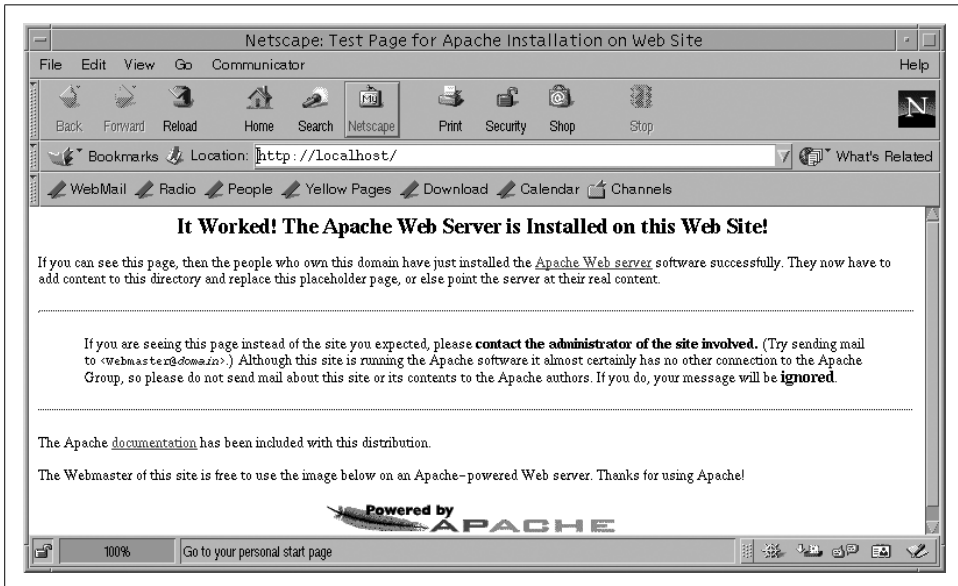 Netscape: Test Page for Apache Installation on Web Site
File Edit View Go Communicator Help
Back Forward Reload Home Search Netscape Print Security Shop Stop
Bookmarks Location: http://localhost/ What's Related
WebMail Radio People Yellow Pages Download Calendar Channels
It Worked! The Apache Web Server is Installed on this Web Site!
If you can see this page, then the people who own this domain have just installed the Apache Web server software successfully. They now have to
add content to this directory and replace this placeholder page, or else point the server at their real content.
If you are seeing this page instead of the site you expected, please contact the administrator of the site involved. (Try sending mail
to <Webmaster@domain>.) Although this site is running the Apache software it almost certainly has no other connection to the Apache
Group, so please do not send mail about this site or its contents to the Apache authors. If you do, your message will be ignored.
The Apache documentation has been included with this distribution.
The Webmaster of this site is free to use the image below on an Apache-powered Web server. Thanks for using Apache!
Powered by
APACHE
100% Go to your personal start page